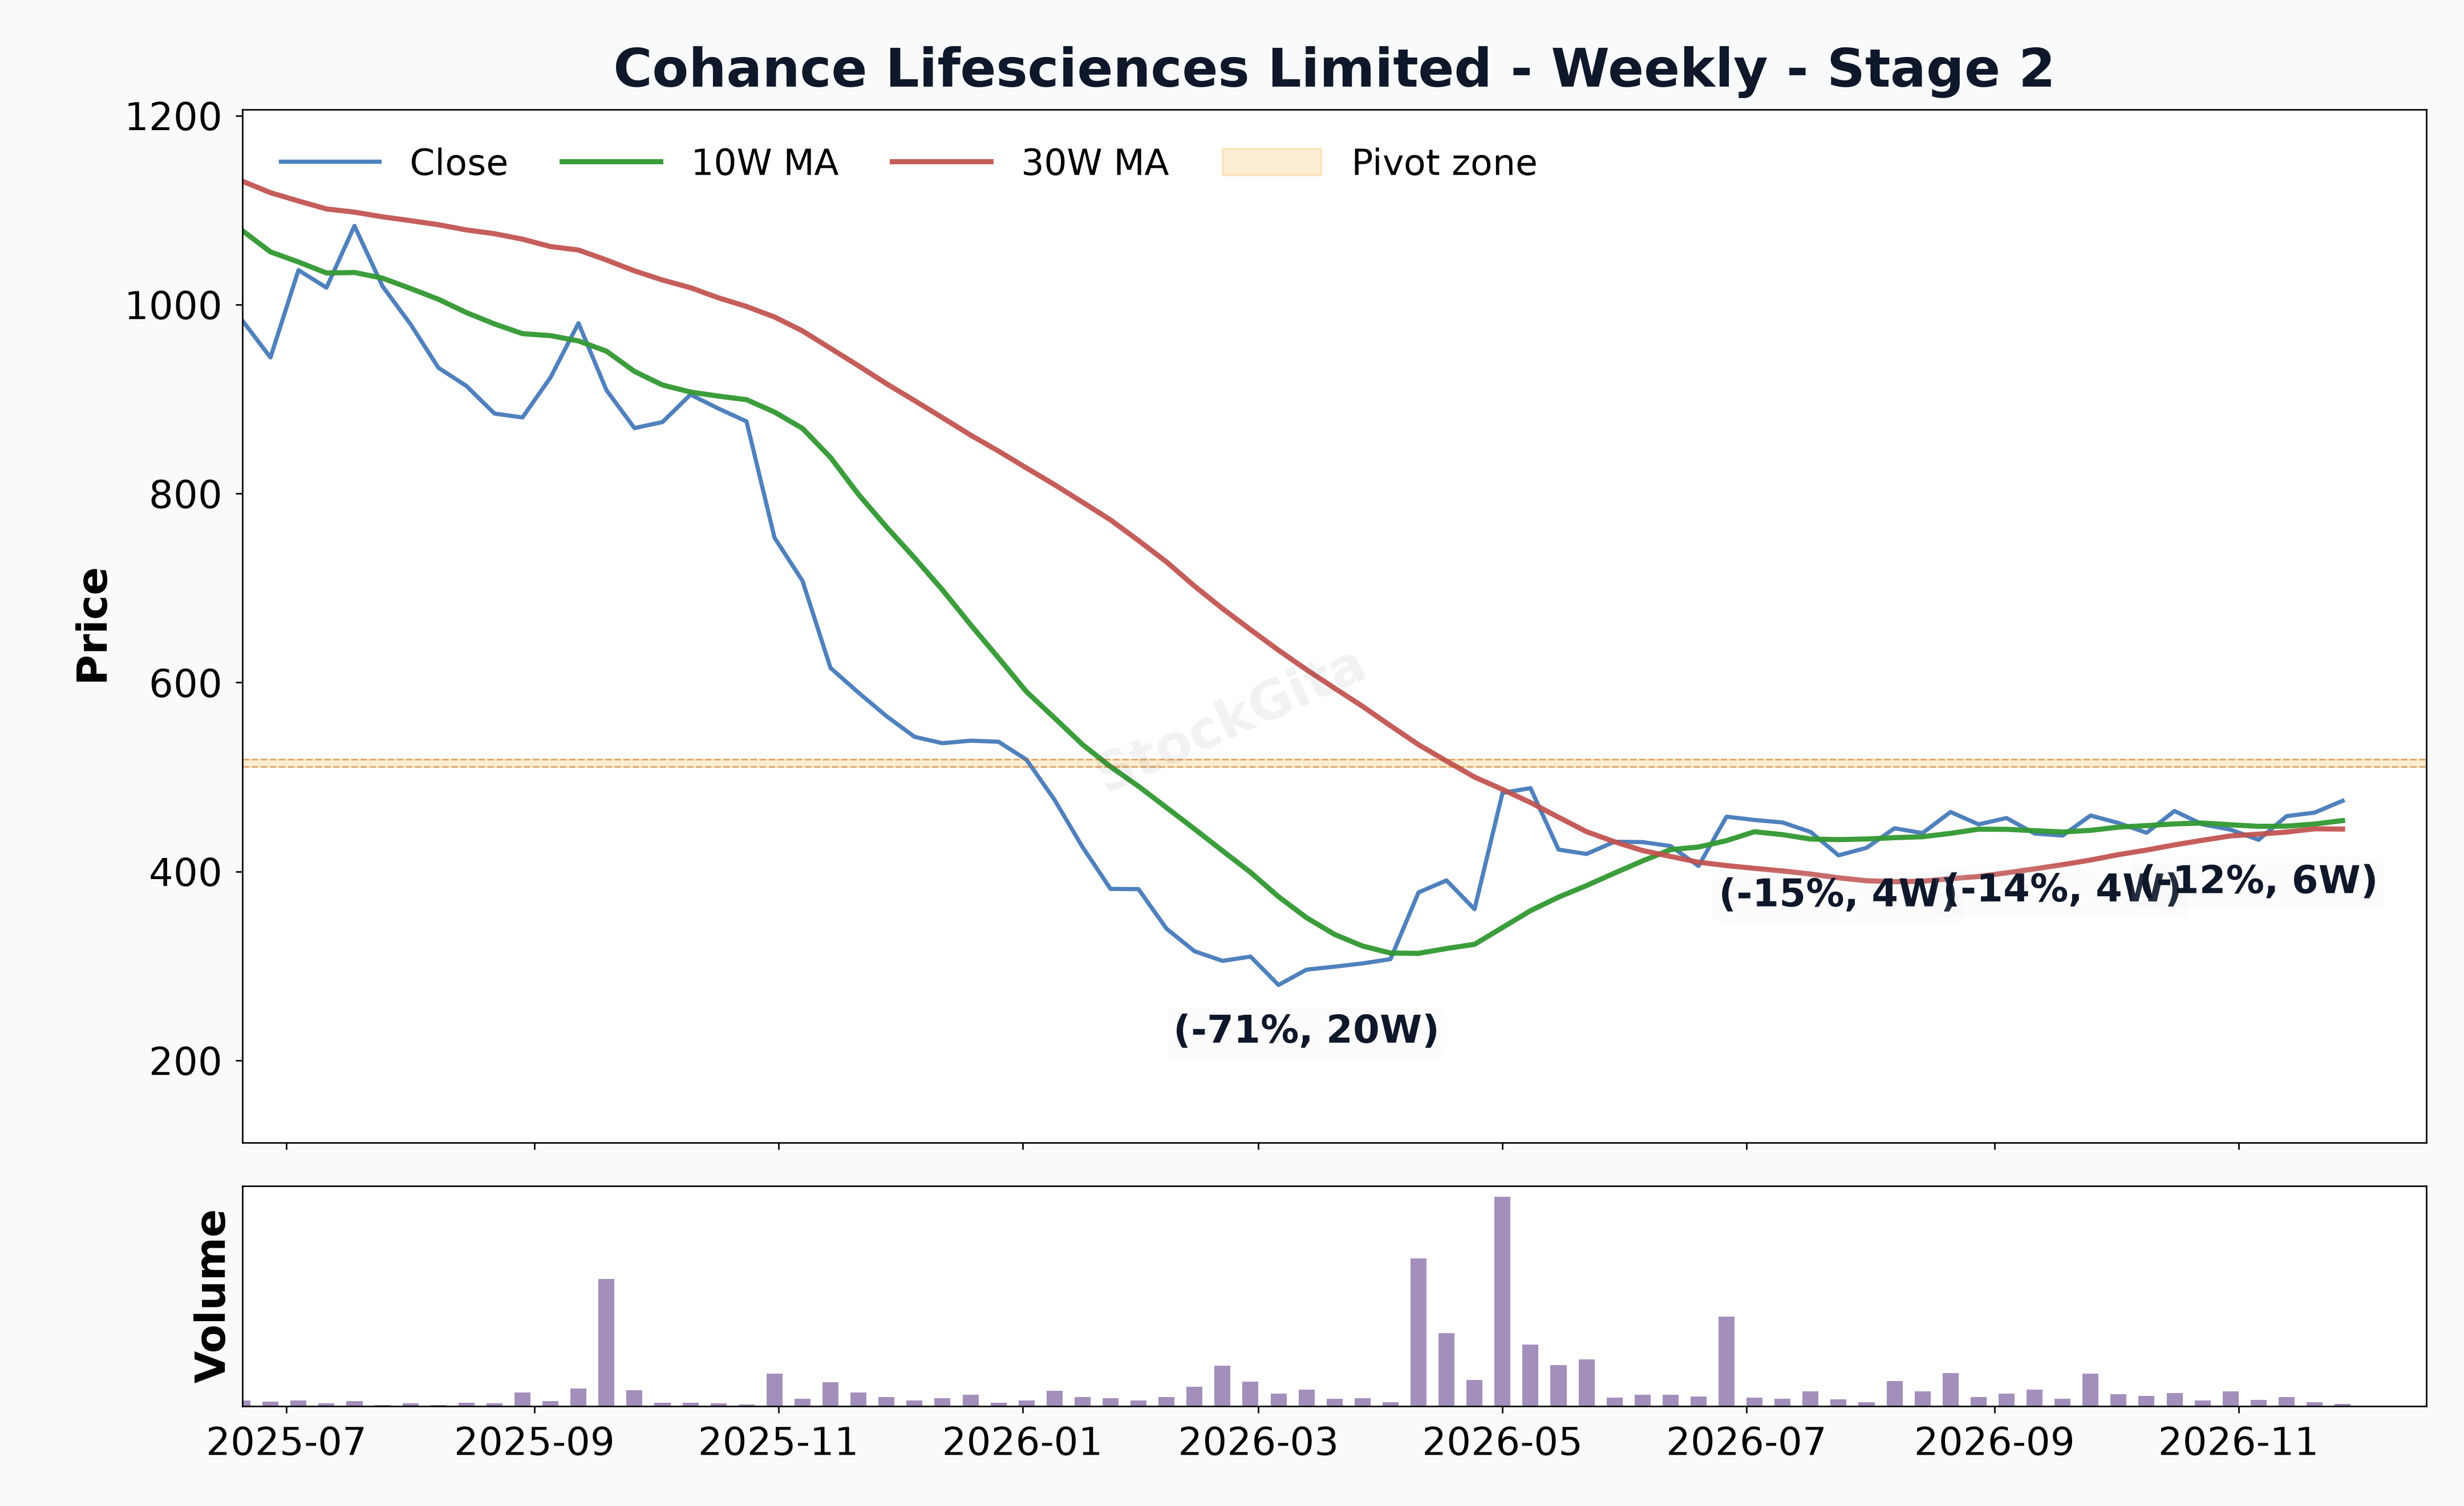 Cohance Lifesciences Limited - Weekly - Stage 2
1200
1000
800
600
400
200
Price
Close 10W MA 30W MA Pivot zone
StockGita
(-71%, 20W)
(-15%, 4W)
(-14%, 4W)
(-12%, 6W)
Volume
2025-07 2025-09 2025-11 2026-01 2026-03 2026-05 2026-07 2026-09 2026-11